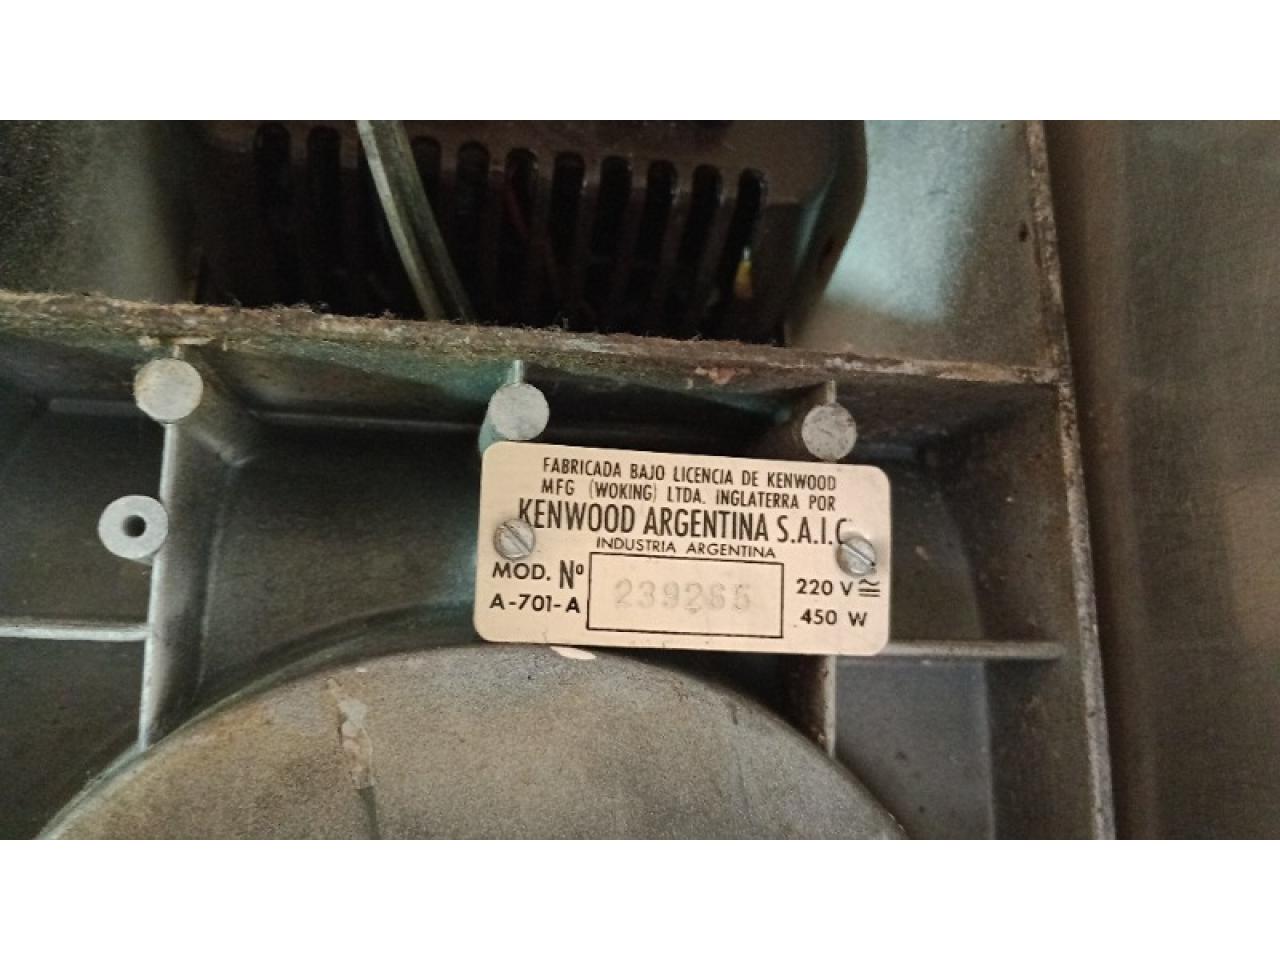 FABRICADA BAJO LICENCIA DE KENWOOD
MFG (WOKING) LTDA. INGLATERRA POR
KENWOOD ARGENTINA S.A.I.C.
INDUSTRIA ARGENTINA
MOD. Nº 239265 220 V≅
A-701-A 450 W